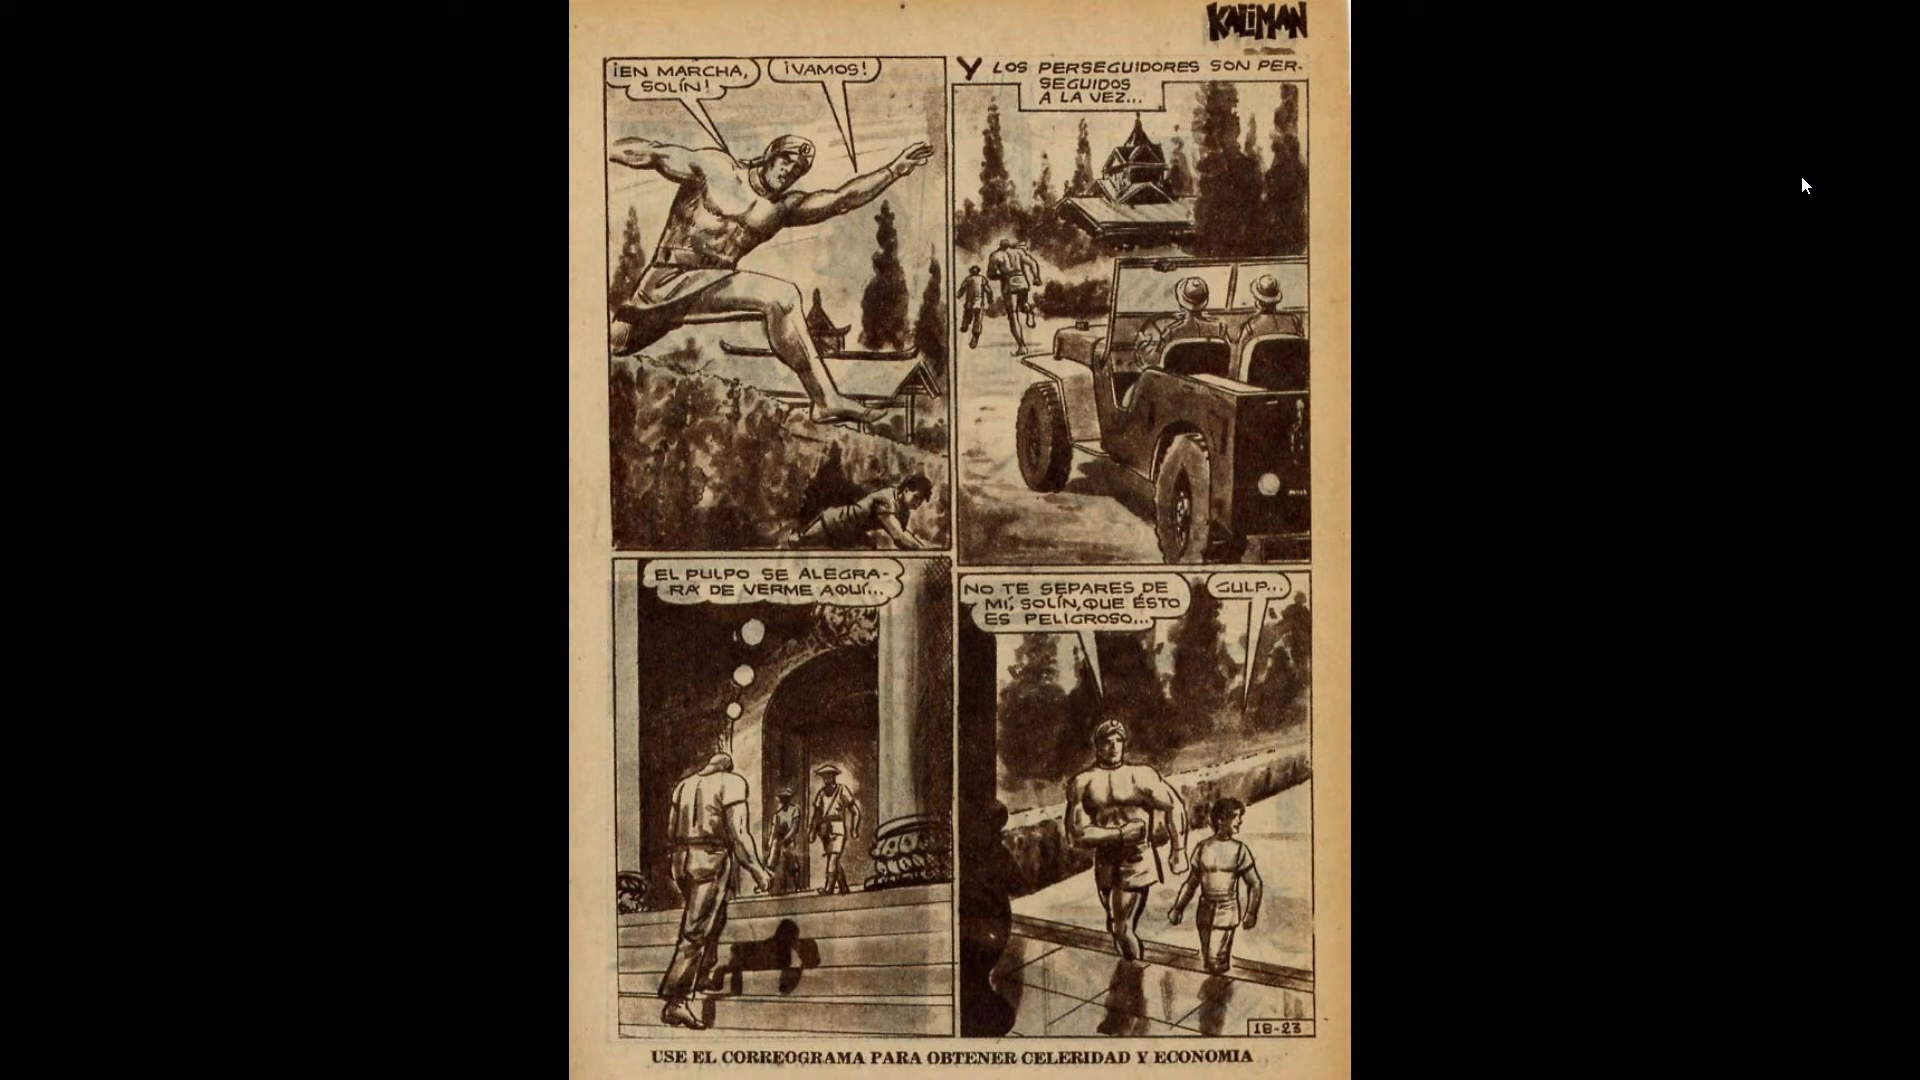 KALIMAN
¡EN MARCHA,
SOLÍN!
¡VAMOS!
Y LOS PERSEGUIDORES SON PER-
SEGUIDOS
A LA VEZ...
EL PULPO SE ALEGRA-
RÁ DE VERME AQUÍ...
NO TE SEPARES DE
MÍ, SOLÍN, QUE ÉSTO
ES PELIGROSO...
GULP...
18-23
USE EL CORREOGRAMA PARA OBTENER CELERIDAD Y ECONOMIA